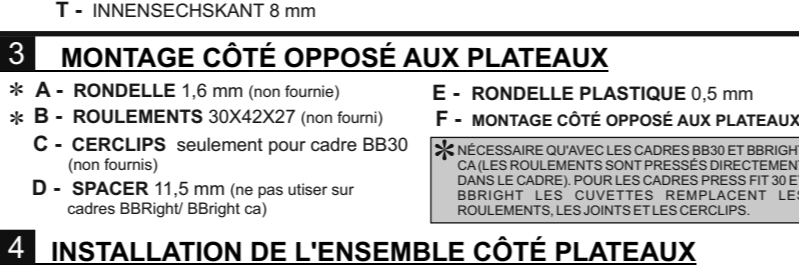 T - INNENSECHSKANT 8 mm
3 MONTAGE CÔTÉ OPPOSÉ AUX PLATEAUX
* A - RONDELLE 1,6 mm (non fournie)
* B - ROULEMENTS 30X42X27 (non fourni)
C - CERCLIPS seulement pour cadre BB30
(non fournis)
D - SPACER 11,5 mm (ne pas utiser sur
cadres BBRight/ BBright ca)
E - RONDELLE PLASTIQUE 0,5 mm
F - MONTAGE CÔTÉ OPPOSÉ AUX PLATEAUX
* NÉCESSAIRE QU'AVEC LES CADRES BB30 ET BBRIGHT
CA (LES ROULEMENTS SONT PRESSÉS DIRECTEMENT
DANS LE CADRE). POUR LES CADRES PRESS FIT 30 ET
BBRIGHT LES CUVETTES REMPLACENT LES
ROULEMENTS, LES JOINTS ET LES CERCLIPS.
4 INSTALLATION DE L'ENSEMBLE CÔTÉ PLATEAUX